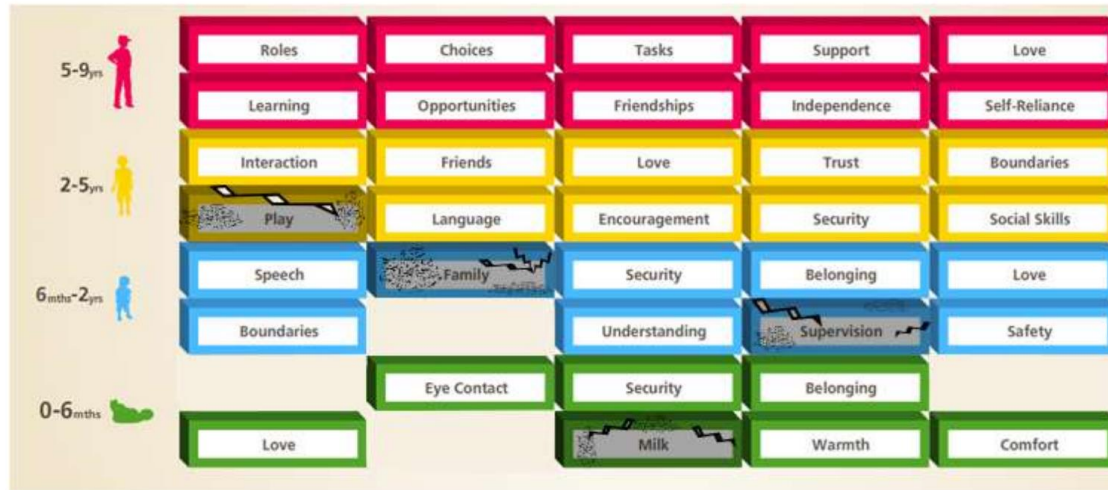 Roles Choices Tasks Support Love
5-9yrs
Learning Opportunities Friendships Independence Self-Reliance
Interaction Friends Love Trust Boundaries
2-5yrs
Play Language Encouragement Security Social Skills
Speech Family Security Belonging Love
6mths-2yrs
Boundaries Understanding Supervision Safety
Eye Contact Security Belonging
0-6mths
Love Milk Warmth Comfort